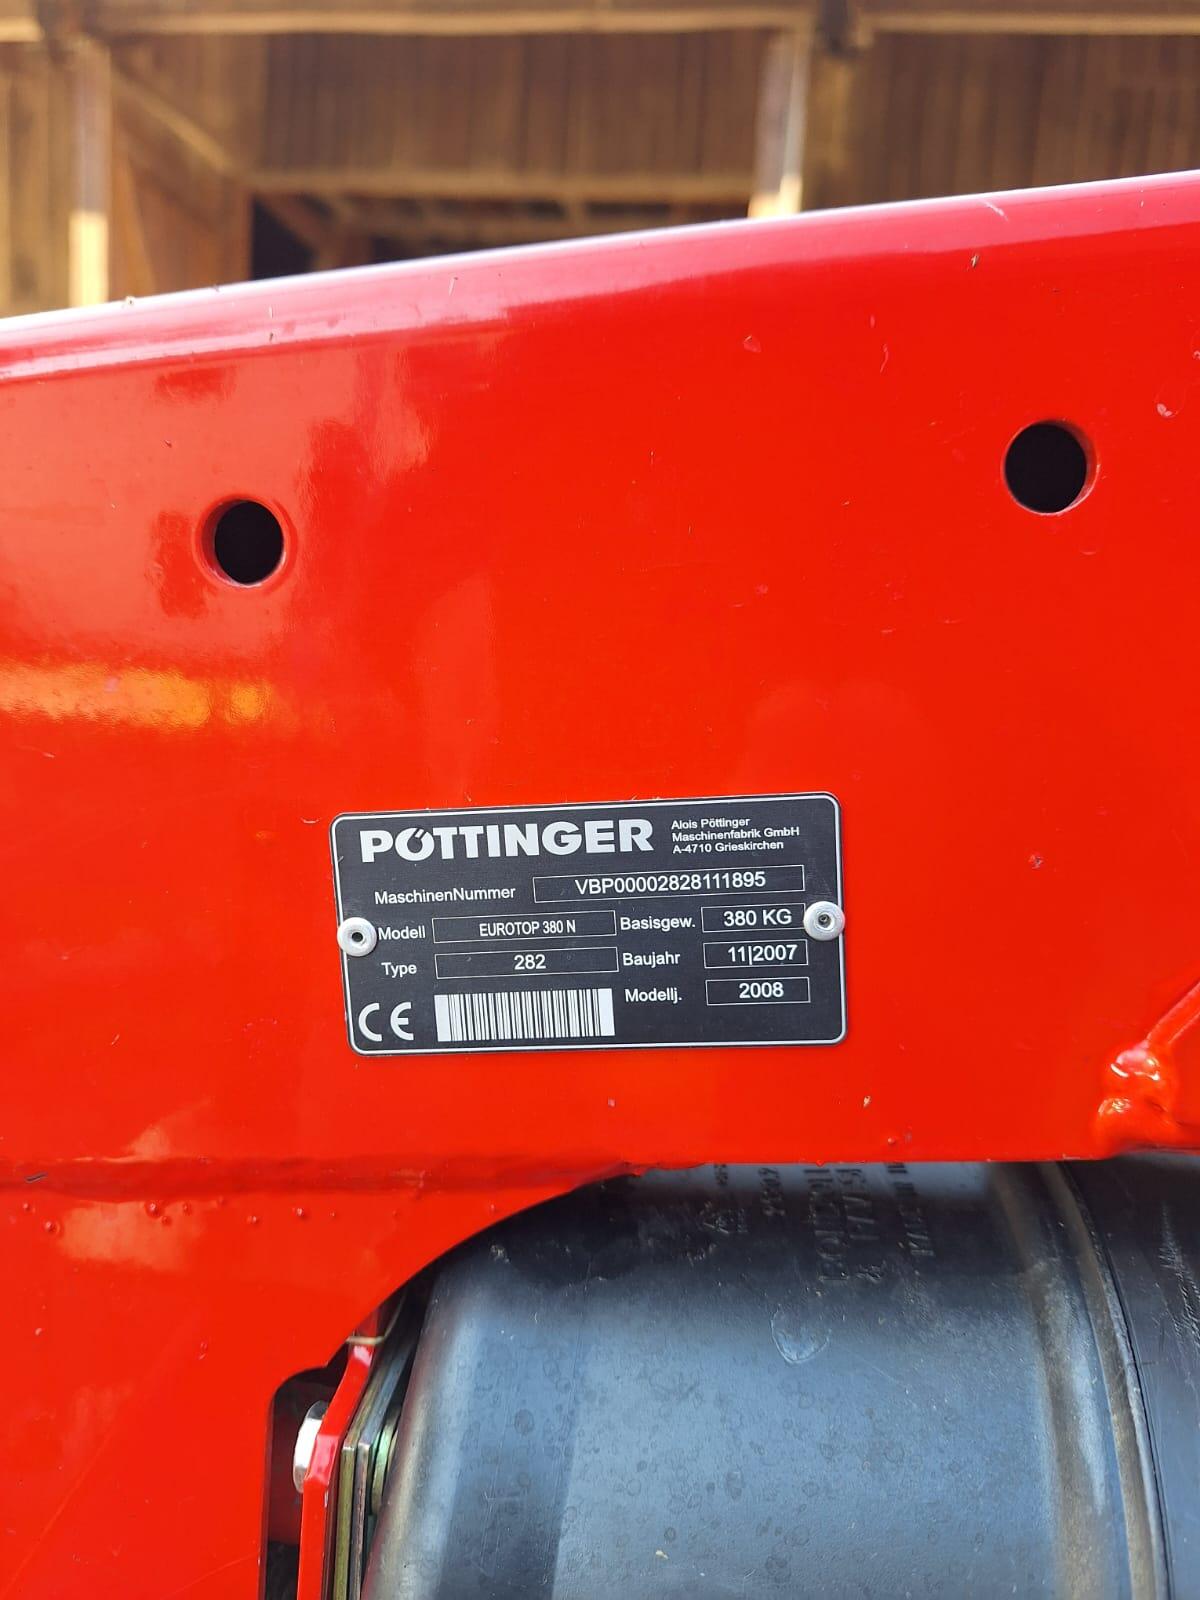 PÖTTINGER
Alois Pöttinger
Maschinenfabrik GmbH
A-4710 Grieskirchen
MaschinenNummer VBP00002828111895
Modell EUROTOP 380 N Basisgew. 380 KG
Type 282 Baujahr 11|2007
CE Modellj. 2008